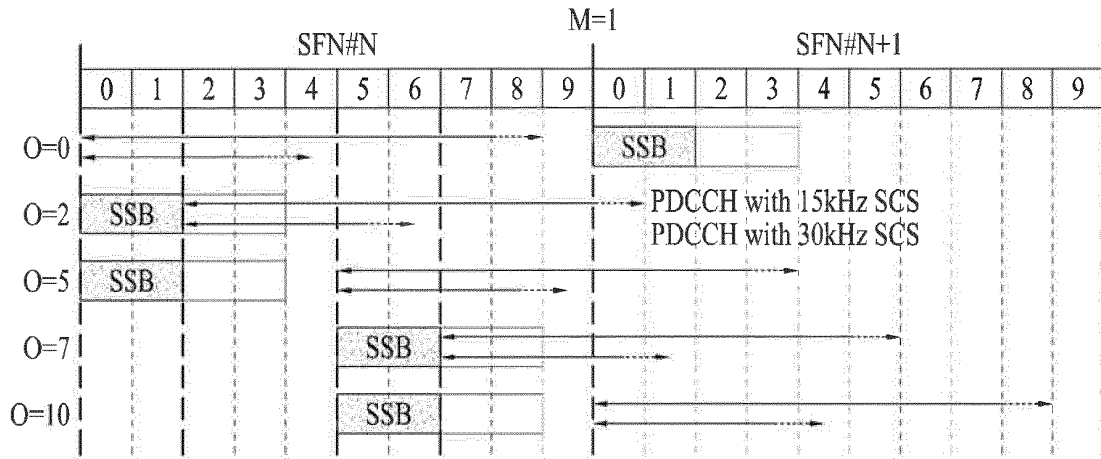 M=1
SFN#N SFN#N+1
0 1 2 3 4 5 6 7 8 9 0 1 2 3 4 5 6 7 8 9
O=0 SSB
O=2 SSB PDCCH with 15kHz SCS
PDCCH with 30kHz SCS
O=5 SSB
O=7 SSB
O=10 SSB